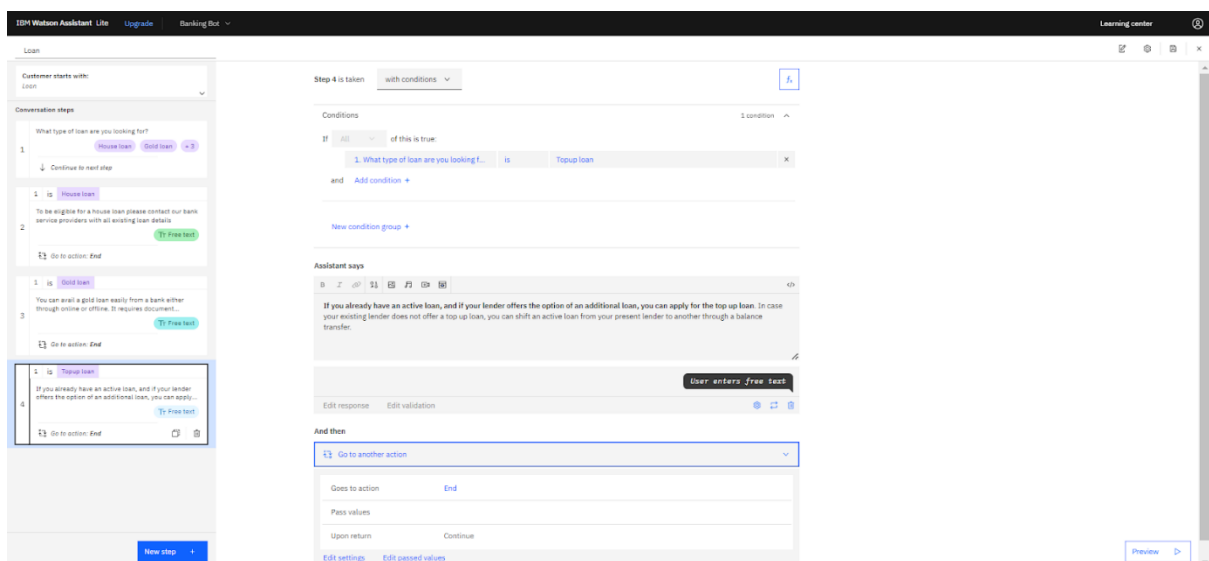 IBM Watson Assistant Lite Upgrade Banking Bot Learning center
Loan
Customer starts with:
Loan
Conversation steps
1
What type of loan are you looking for?
House loan Gold loan + 3
Continue to next step
2
1 is House loan
To be eligible for a house loan please contact our bank
service providers with all existing loan details
Free text
Go to action: End
3
1 is Gold loan
You can avail a gold loan easily from a bank either
through online or offline. It requires document...
Free text
Go to action: End
4
1 is Topup loan
If you already have an active loan, and if your lender
offers the option of an additional loan, you can apply...
Free text
Go to action: End
New step +
Step 4 is taken with conditions
fx
Conditions 1 condition
If All of this is true:
1. What type of loan are you looking f... is Topup loan
and Add condition +
New condition group +
Assistant says
B I
If you already have an active loan, and if your lender offers the option of an additional loan, you can apply for the top up loan. In case
your existing lender does not offer a top up loan, you can shift an active loan from your present lender to another through a balance
transfer.
User enters free text
Edit response Edit validation
And then
Go to another action
Goes to action End
Pass values
Upon return Continue
Edit settings Edit passed values
Preview